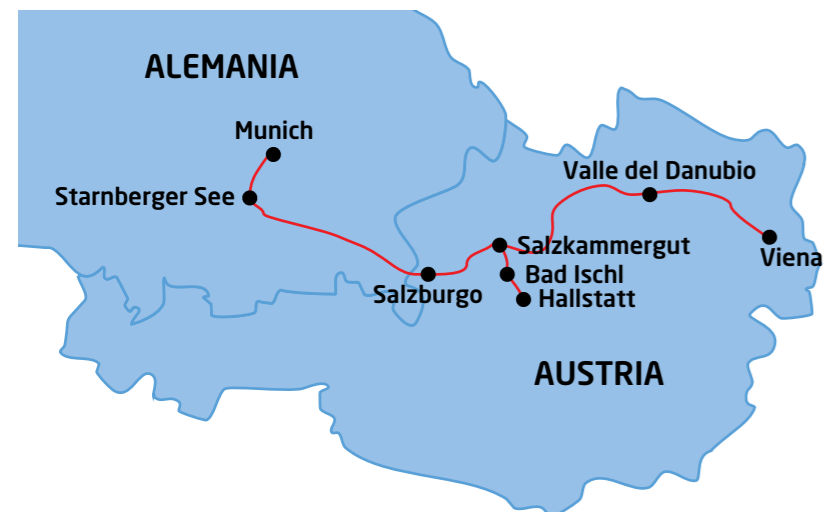 ALEMANIA
Munich
Starnberger See
Valle del Danubio
Viena
Salzkammergut
Bad Ischl
Salzburgo
Hallstatt
AUSTRIA